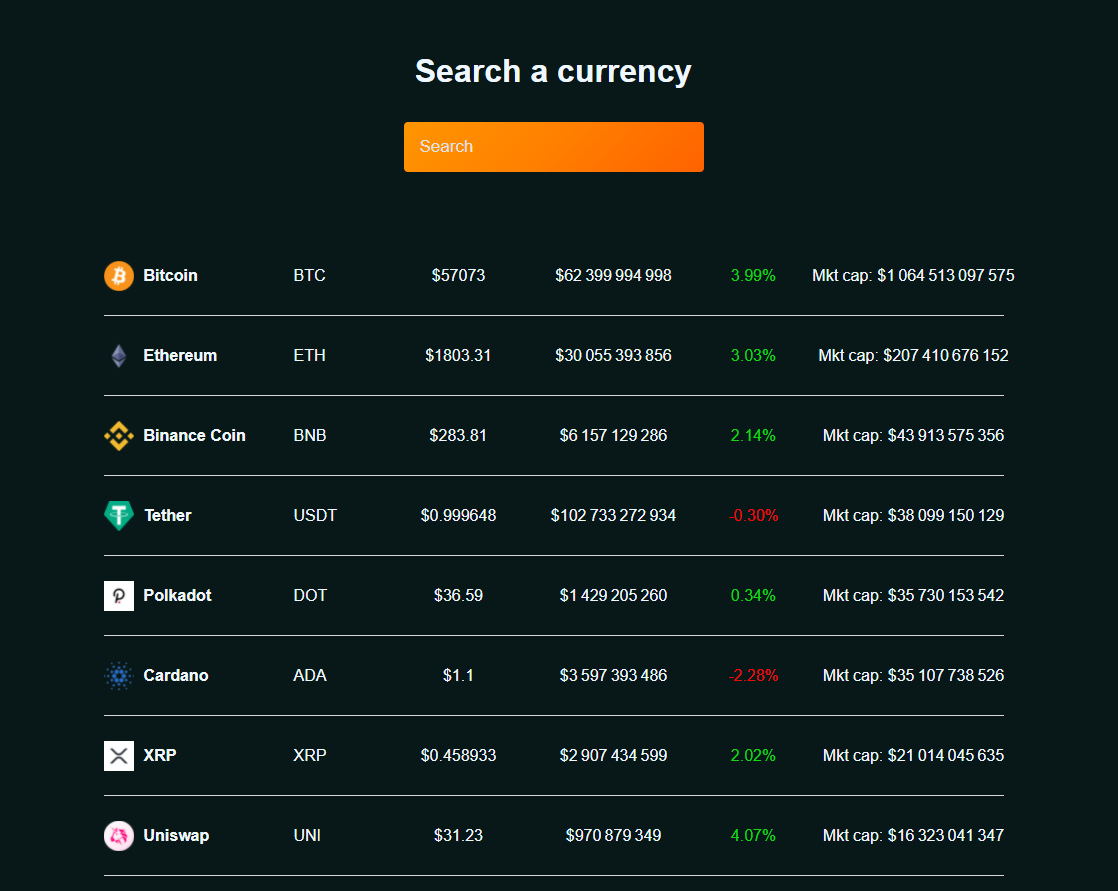 Search a currency
Search
Bitcoin BTC $57073 $62 399 994 998 3.99% Mkt cap: $1 064 513 097 575
Ethereum ETH $1803.31 $30 055 393 856 3.03% Mkt cap: $207 410 676 152
Binance Coin BNB $283.81 $6 157 129 286 2.14% Mkt cap: $43 913 575 356
Tether USDT $0.999648 $102 733 272 934 -0.30% Mkt cap: $38 099 150 129
Polkadot DOT $36.59 $1 429 205 260 0.34% Mkt cap: $35 730 153 542
Cardano ADA $1.1 $3 597 393 486 -2.28% Mkt cap: $35 107 738 526
XRP XRP $0.458933 $2 907 434 599 2.02% Mkt cap: $21 014 045 635
Uniswap UNI $31.23 $970 879 349 4.07% Mkt cap: $16 323 041 347